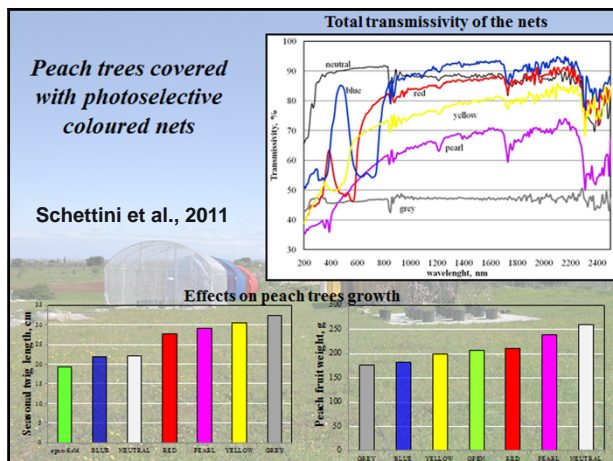 Total transmissivity of the nets
Peach trees covered
with photoselective
coloured nets
Schettini et al., 2011
Transmissivity, %
100
90
80
70
60
50
40
30
neutral
blue
red
yellow
pearl
grey
200 400 600 800 1000 1200 1400 1600 1800 2000 2200 2400
wavelenght, nm
Effects on peach trees growth
Seasonal twig length, cm
BLUE NEUTRAL RED PEARL YELLOW GREY
Peach fruit weight, g
300
250
200
150
100
50
0
GREY BLUE YELLOW OPEN RED PEARL NEUTRAL